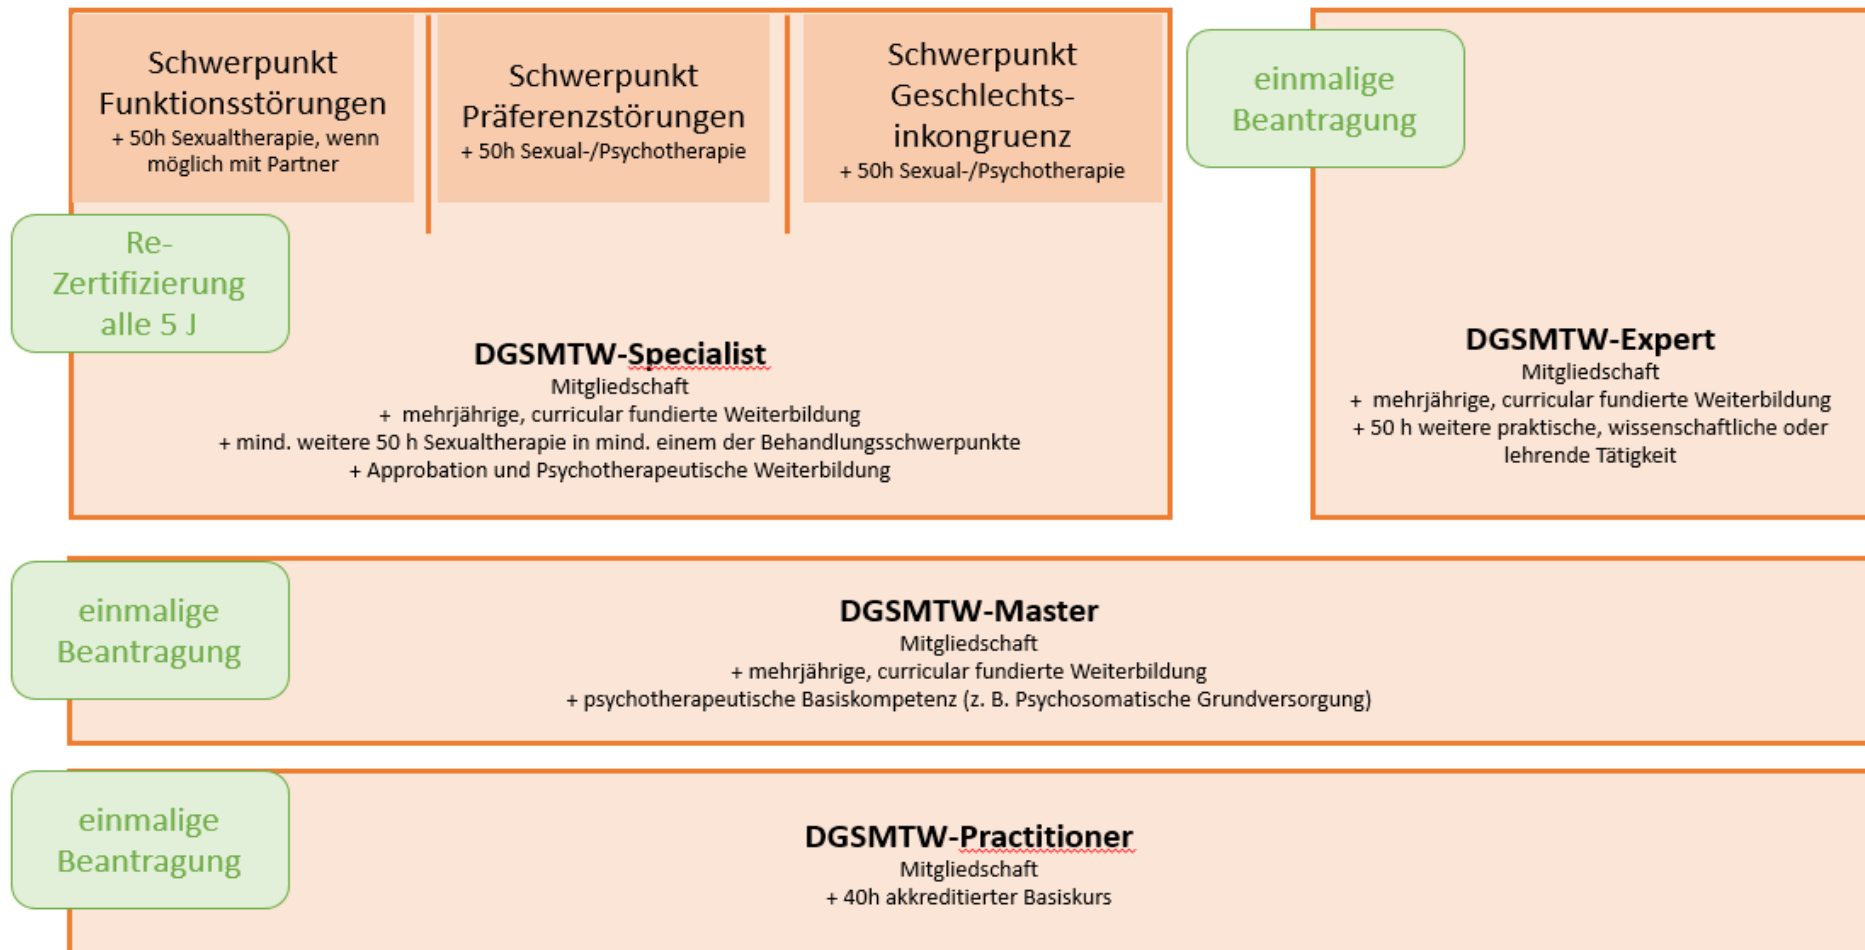 Schwerpunkt
Funktionsstörungen
+ 50h Sexualtherapie, wenn
möglich mit Partner
Schwerpunkt
Präferenzstörungen
+ 50h Sexual-/Psychotherapie
Schwerpunkt
Geschlechts-
inkongruenz
+ 50h Sexual-/Psychotherapie
einmalige
Beantragung
Re-
Zertifizierung
alle 5 J
DGSMTW-Specialist
Mitgliedschaft
+ mehrjährige, curricular fundierte Weiterbildung
+ mind. weitere 50 h Sexualtherapie in mind. einem der Behandlungsschwerpunkte
+ Approbation und Psychotherapeutische Weiterbildung
DGSMTW-Expert
Mitgliedschaft
+ mehrjährige, curricular fundierte Weiterbildung
+ 50 h weitere praktische, wissenschaftliche oder
lehrende Tätigkeit
einmalige
Beantragung
DGSMTW-Master
Mitgliedschaft
+ mehrjährige, curricular fundierte Weiterbildung
+ psychotherapeutische Basiskompetenz (z. B. Psychosomatische Grundversorgung)
einmalige
Beantragung
DGSMTW-Practitioner
Mitgliedschaft
+ 40h akkreditierter Basiskurs